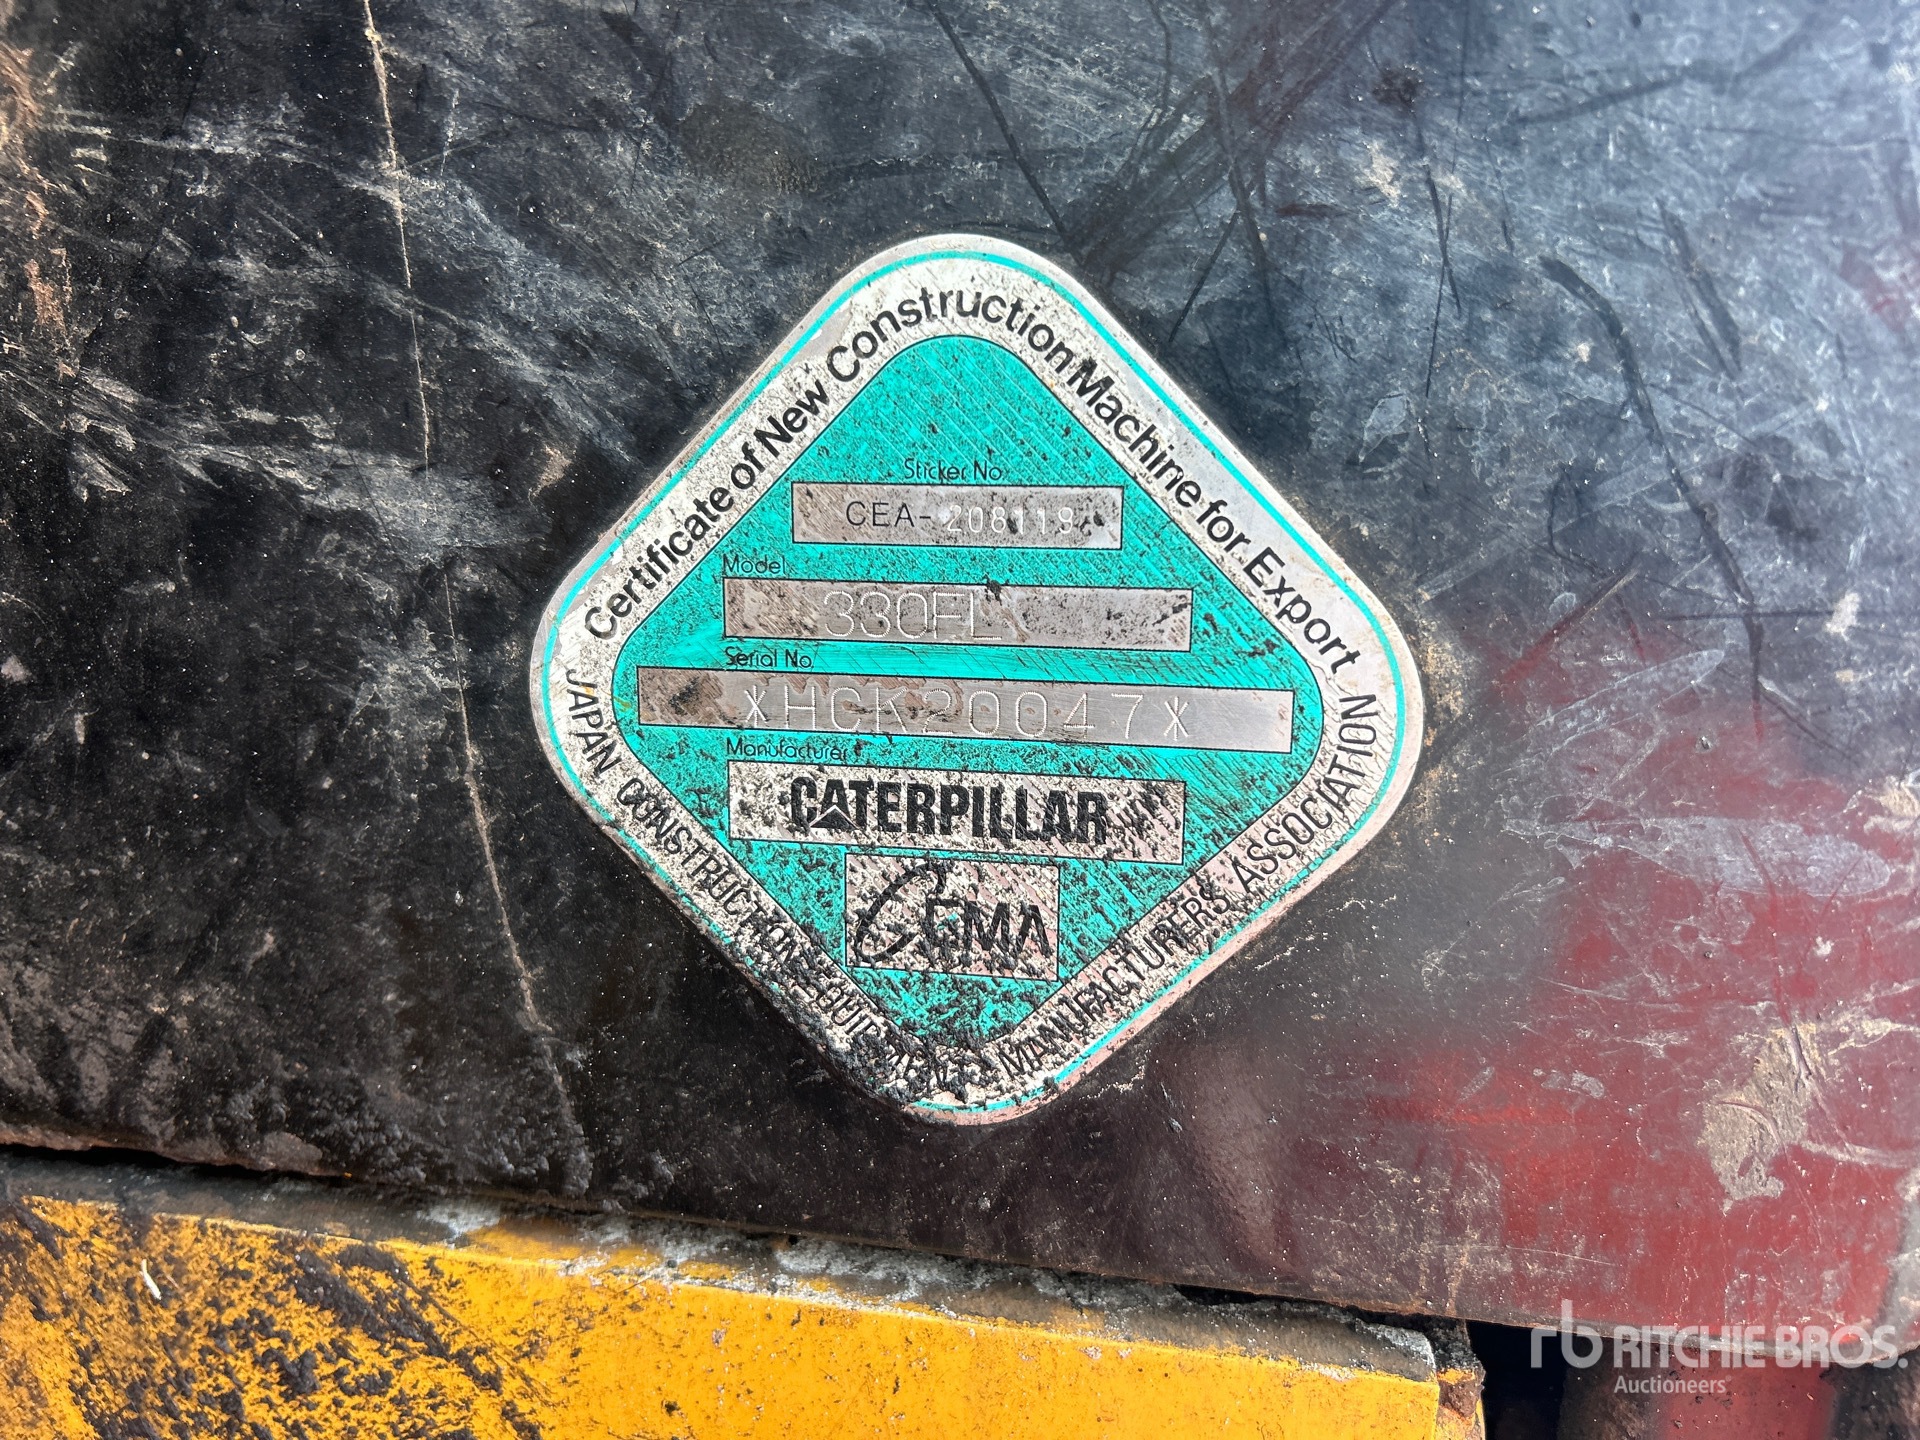 Certificate of New Construction Machine for Export
Sticker No.
CEA-208119
Model
330FL
Serial No.
*HCK20047*
Manufacturer
CATERPILLAR
CEMA
JAPAN CONSTRUCTION EQUIPMENT MANUFACTURERS ASSOCIATION
rb RITCHIE BROS.
Auctioneers